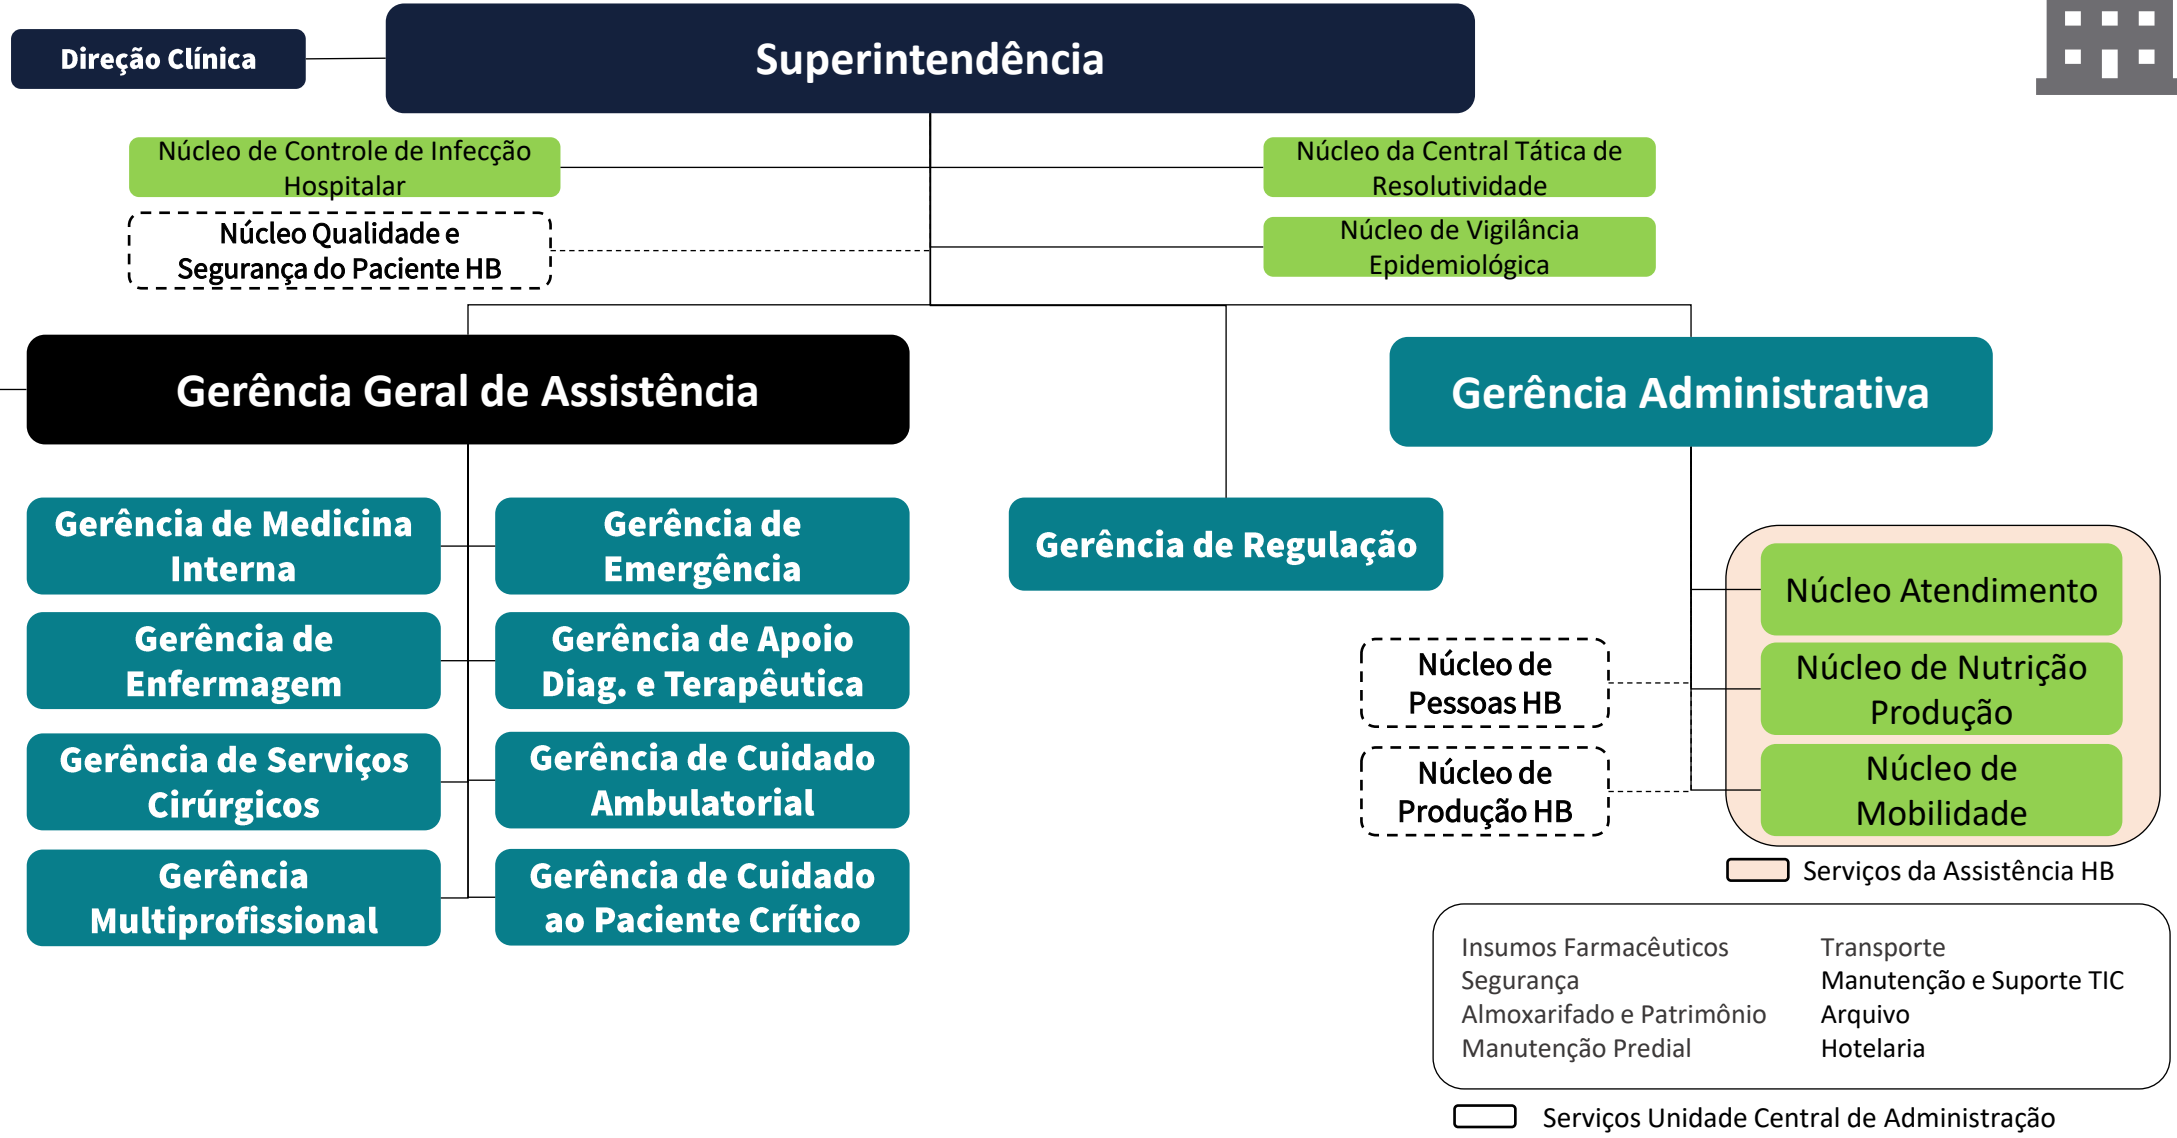 Direção Clínica
Superintendência
Núcleo de Controle de Infecção
Hospitalar
Núcleo da Central Tática de
Resolutividade
Núcleo Qualidade e
Segurança do Paciente HB
Núcleo de Vigilância
Epidemiológica
Gerência Geral de Assistência
Gerência Administrativa
Gerência de Medicina
Interna
Gerência de
Emergência
Gerência de Regulação
Gerência de
Enfermagem
Gerência de Apoio
Diag. e Terapêutica
Gerência de Serviços
Cirúrgicos
Gerência de Cuidado
Ambulatorial
Gerência
Multiprofissional
Gerência de Cuidado
ao Paciente Crítico
Núcleo Atendimento
Núcleo de
Pessoas HB
Núcleo de Nutrição
Produção
Núcleo de
Produção HB
Núcleo de
Mobilidade
Serviços da Assistência HB
Insumos Farmacêuticos
Segurança
Almoxarifado e Patrimônio
Manutenção Predial
Transporte
Manutenção e Suporte TIC
Arquivo
Hotelaria
Serviços Unidade Central de Administração